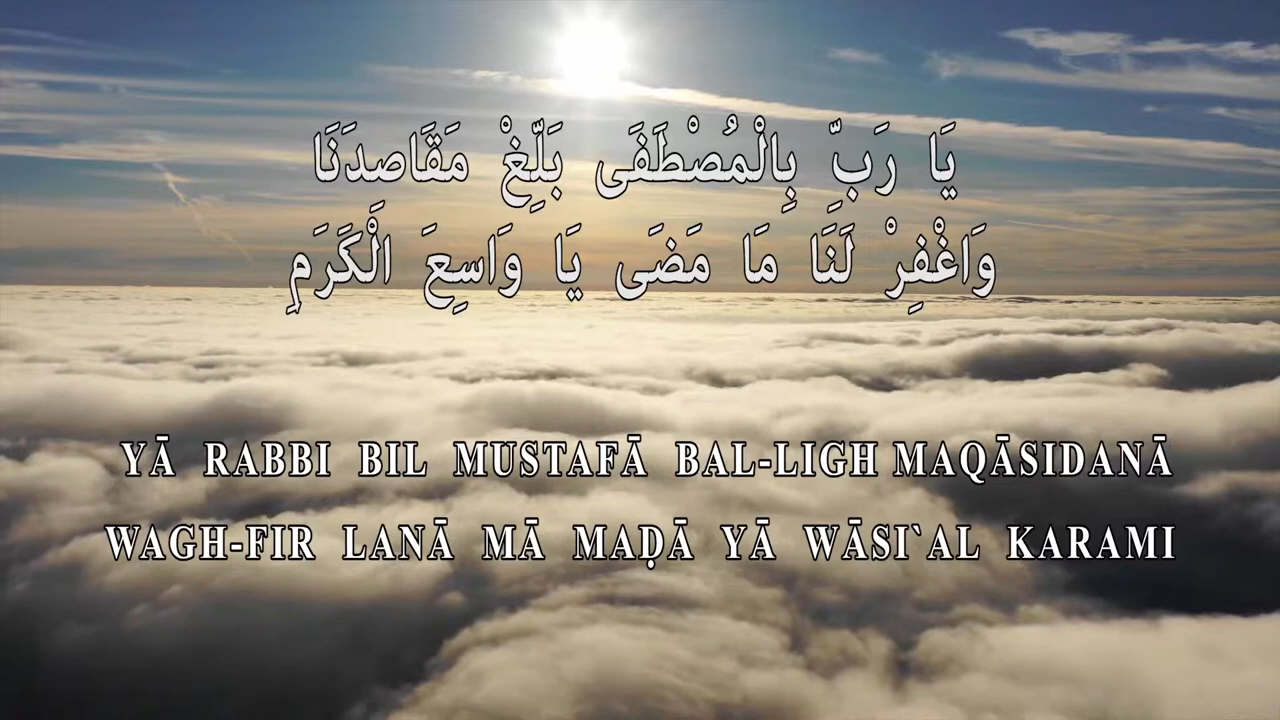 يَا رَبِّ بِالْمُصْطَفَى بَلِّغْ مَقَاصِدَنَا
وَاغْفِرْ لَنَا مَا مَضَى يَا وَاسِعَ الْكَرَمِ
YĀ RABBI BIL MUSTAFĀ BAL-LIGH MAQĀSIDANĀ
WAGH-FIR LANĀ MĀ MAḌĀ YĀ WĀSI`AL KARAMI